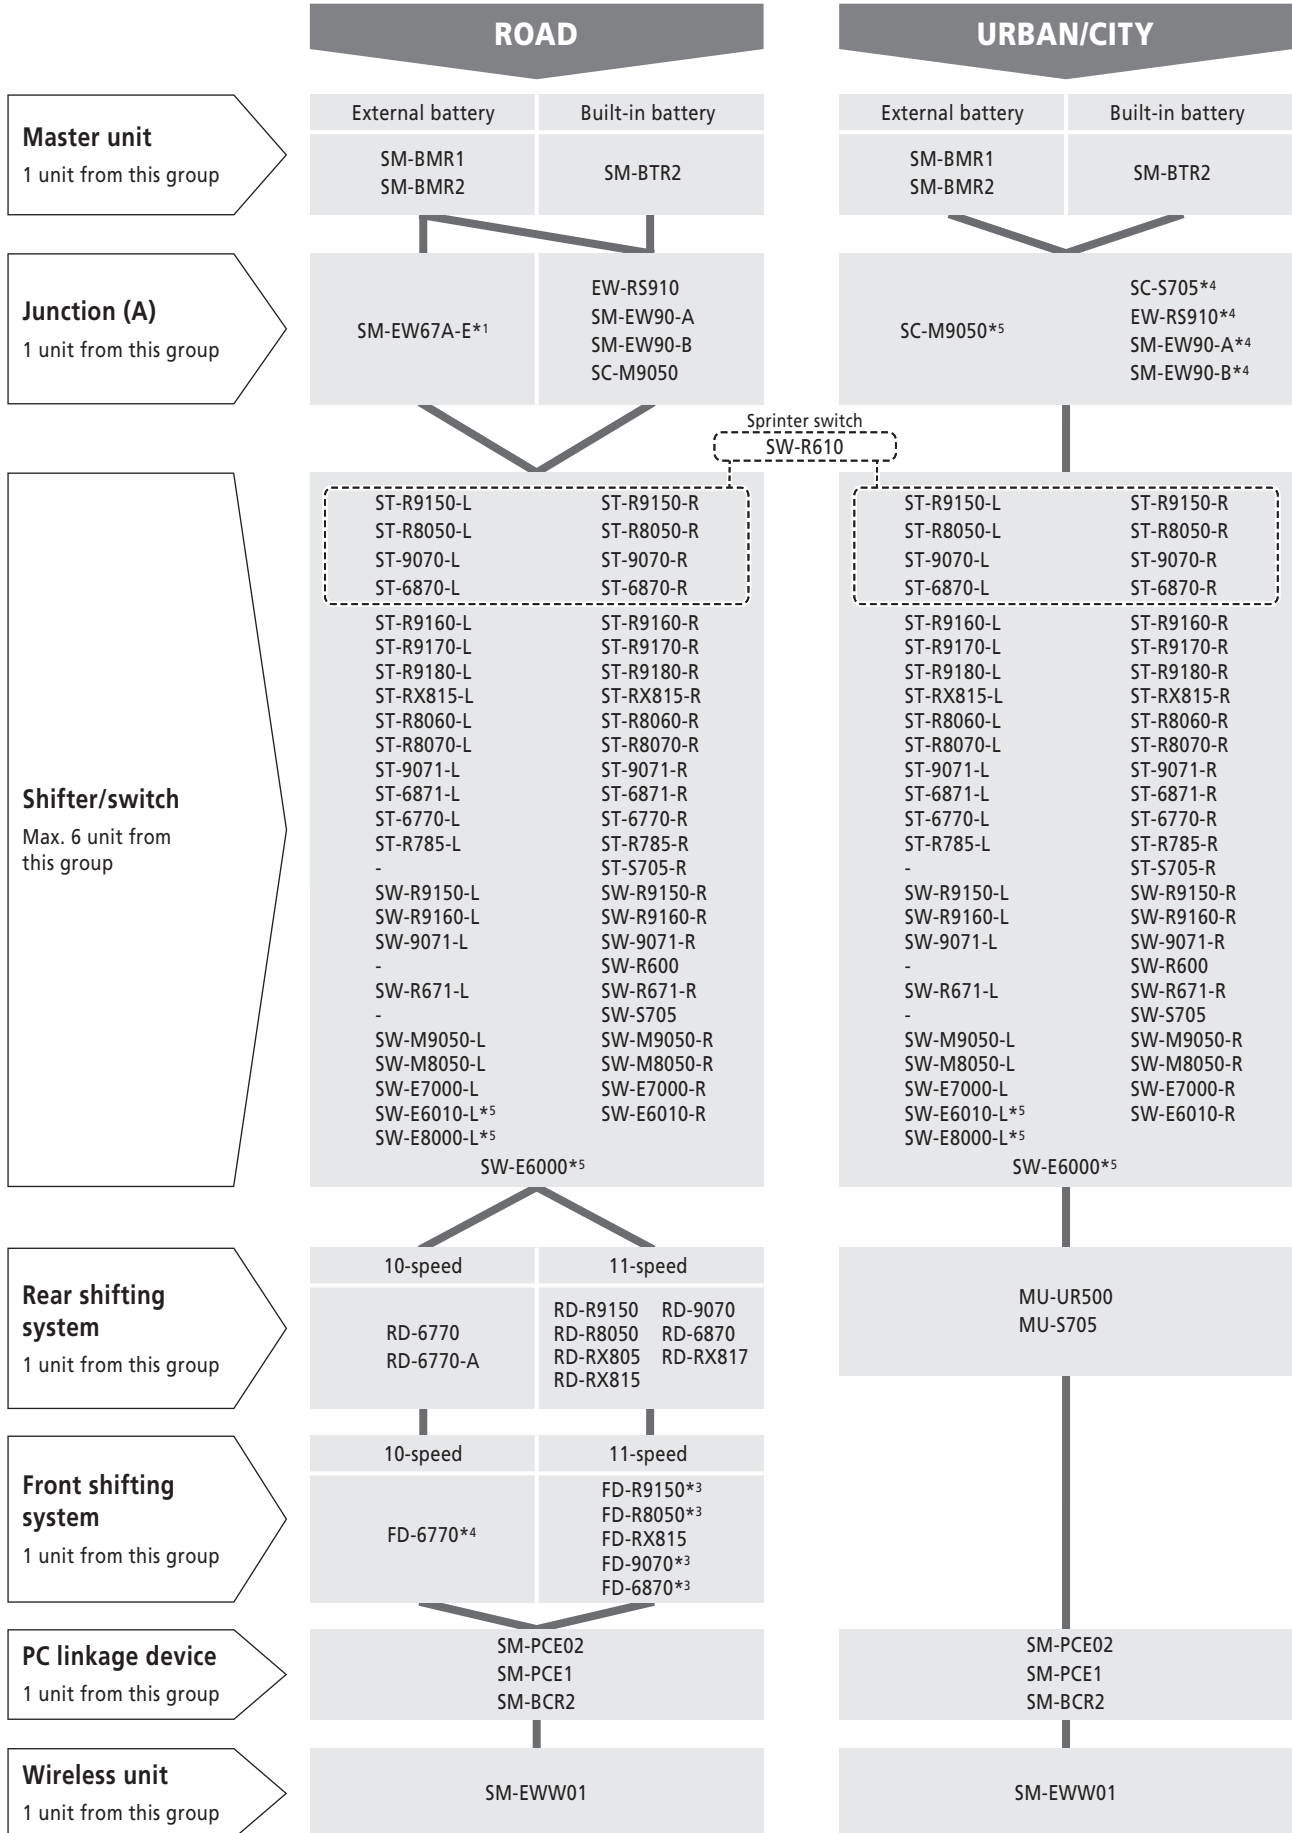 ROAD
URBAN/CITY
Master unit
1 unit from this group
External battery
Built-in battery
SM-BMR1
SM-BMR2
SM-BTR2
External battery
Built-in battery
SM-BMR1
SM-BMR2
SM-BTR2
Junction (A)
1 unit from this group
SM-EW67A-E*1
EW-RS910
SM-EW90-A
SM-EW90-B
SC-M9050
SC-M9050*5
SC-S705*4
EW-RS910*4
SM-EW90-A*4
SM-EW90-B*4
Sprinter switch
SW-R610
Shifter/switch
Max. 6 unit from
this group
ST-R9150-L ST-R9150-R
ST-R8050-L ST-R8050-R
ST-9070-L ST-9070-R
ST-6870-L ST-6870-R
ST-R9160-L ST-R9160-R
ST-R9170-L ST-R9170-R
ST-R9180-L ST-R9180-R
ST-RX815-L ST-RX815-R
ST-R8060-L ST-R8060-R
ST-R8070-L ST-R8070-R
ST-9071-L ST-9071-R
ST-6871-L ST-6871-R
ST-6770-L ST-6770-R
ST-R785-L ST-R785-R
- ST-S705-R
SW-R9150-L SW-R9150-R
SW-R9160-L SW-R9160-R
SW-9071-L SW-9071-R
- SW-R600
SW-R671-L SW-R671-R
- SW-S705
SW-M9050-L SW-M9050-R
SW-M8050-L SW-M8050-R
SW-E7000-L SW-E7000-R
SW-E6010-L*5 SW-E6010-R
SW-E8000-L*5
SW-E6000*5
ST-R9150-L ST-R9150-R
ST-R8050-L ST-R8050-R
ST-9070-L ST-9070-R
ST-6870-L ST-6870-R
ST-R9160-L ST-R9160-R
ST-R9170-L ST-R9170-R
ST-R9180-L ST-R9180-R
ST-RX815-L ST-RX815-R
ST-R8060-L ST-R8060-R
ST-R8070-L ST-R8070-R
ST-9071-L ST-9071-R
ST-6871-L ST-6871-R
ST-6770-L ST-6770-R
ST-R785-L ST-R785-R
- ST-S705-R
SW-R9150-L SW-R9150-R
SW-R9160-L SW-R9160-R
SW-9071-L SW-9071-R
- SW-R600
SW-R671-L SW-R671-R
- SW-S705
SW-M9050-L SW-M9050-R
SW-M8050-L SW-M8050-R
SW-E7000-L SW-E7000-R
SW-E6010-L*5 SW-E6010-R
SW-E8000-L*5
SW-E6000*5
Rear shifting
system
1 unit from this group
10-speed
11-speed
RD-6770
RD-6770-A
RD-R9150 RD-9070
RD-R8050 RD-6870
RD-RX805 RD-RX817
RD-RX815
MU-UR500
MU-S705
Front shifting
system
1 unit from this group
10-speed
11-speed
FD-6770*4
FD-R9150*3
FD-R8050*3
FD-RX815
FD-9070*3
FD-6870*3
PC linkage device
1 unit from this group
SM-PCE02
SM-PCE1
SM-BCR2
SM-PCE02
SM-PCE1
SM-BCR2
Wireless unit
1 unit from this group
SM-EWW01
SM-EWW01